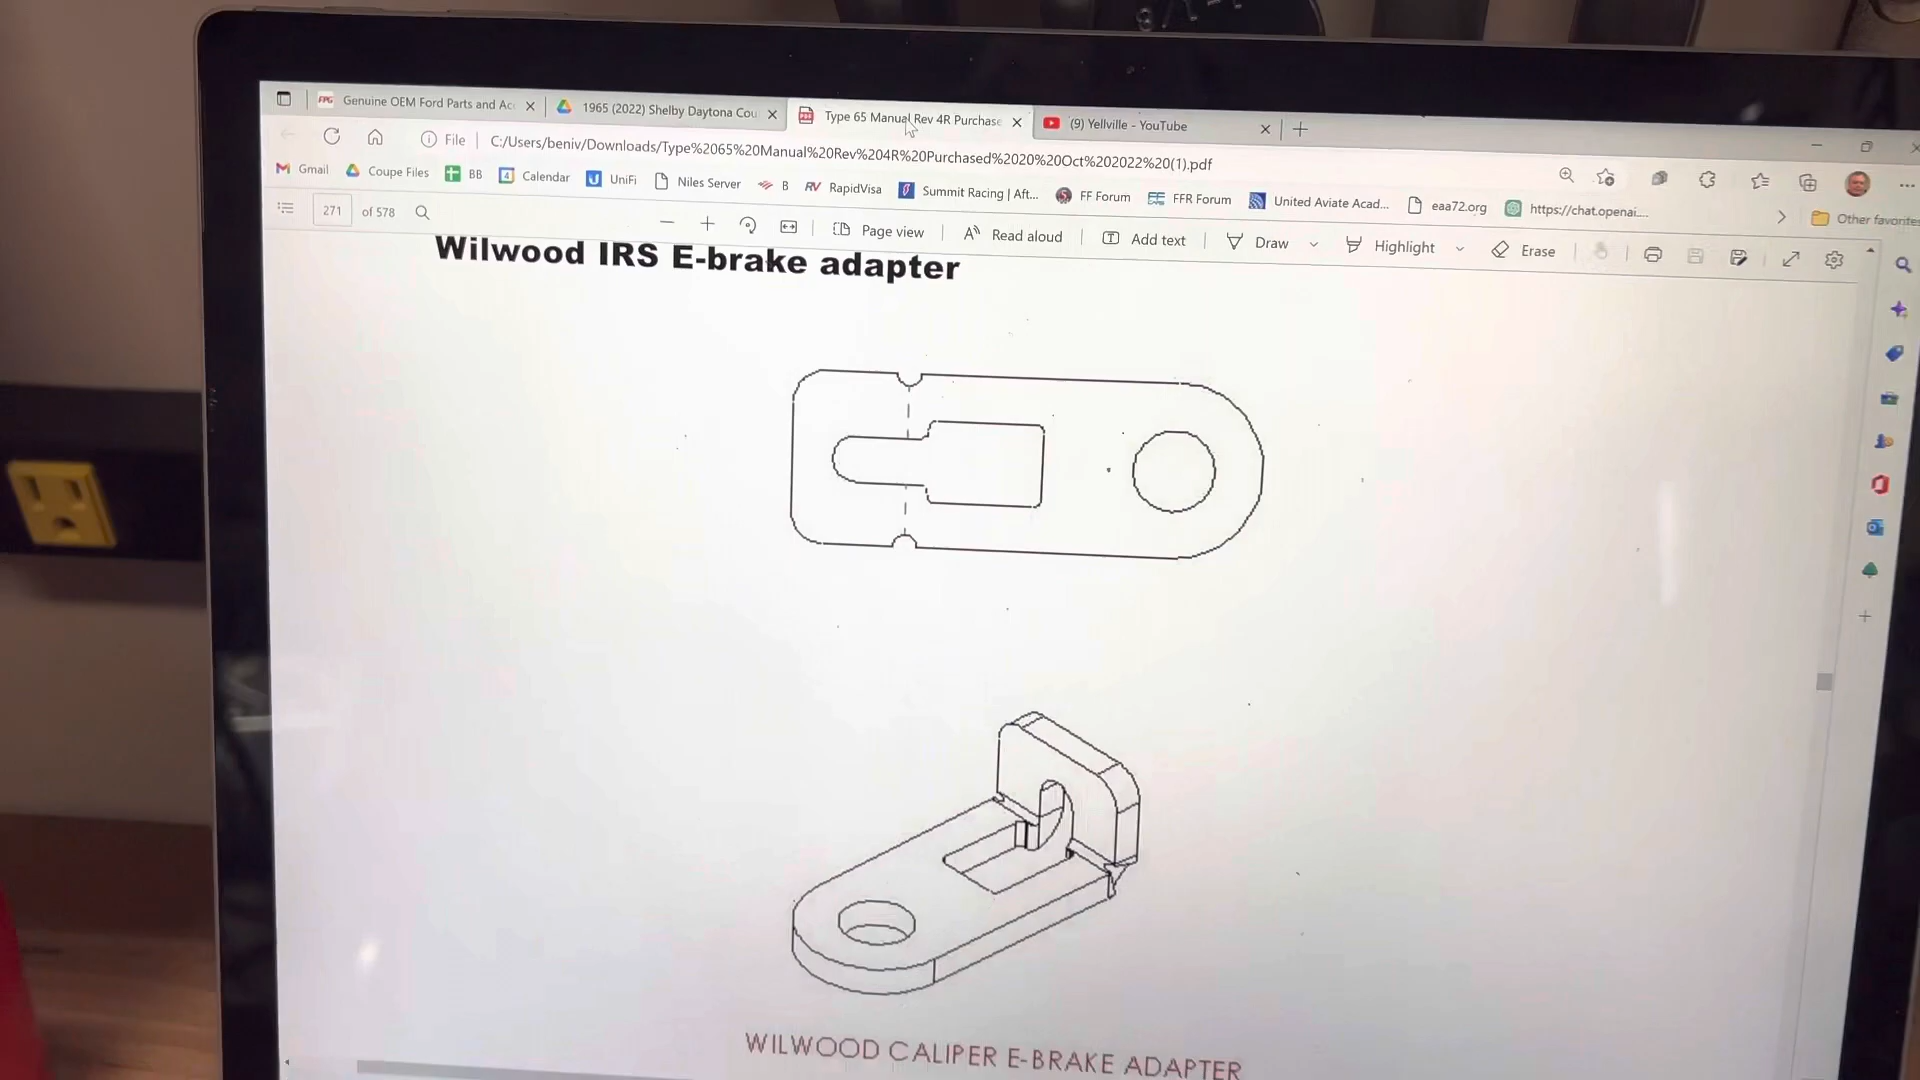 Genuine OEM Ford Parts and Acc
1965 (2022) Shelby Daytona Cou
Type 65 Manual Rev 4R Purchase
(9) Yellville - YouTube
File
C:/Users/beniv/Downloads/Type%2065%20Manual%20Rev%204R%20Purchased%2020%20Oct%202022%20(1).pdf
Gmail
Coupe Files
BB
Calendar
UniFi
Niles Server
B
RapidVisa
Summit Racing | Aft...
FF Forum
FFR Forum
United Aviate Acad...
eaa72.org
https://chat.openai....
Other favorites
271 of 578
Page view
Read aloud
Add text
Draw
Highlight
Erase
Wilwood IRS E-brake adapter
WILWOOD CALIPER E-BRAKE ADAPTER